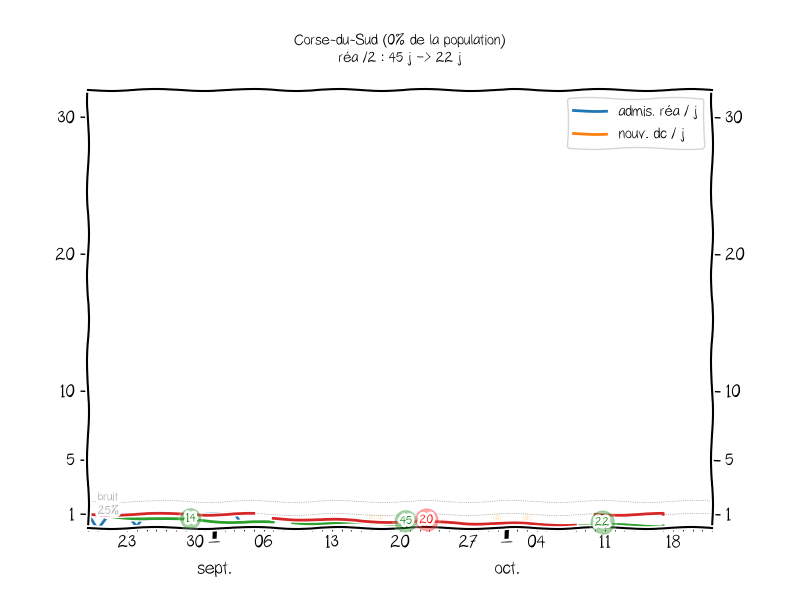 Corse-du-Sud (0% de la population)
réa /2 : 45 j -> 22 j
admis. réa / j
nouv. dc / j
30 30
20 20
10 10
5 5
bruit
25%
1 14 45 20 22 1
23 30 06 13 20 27 04 11 18
sept. oct.